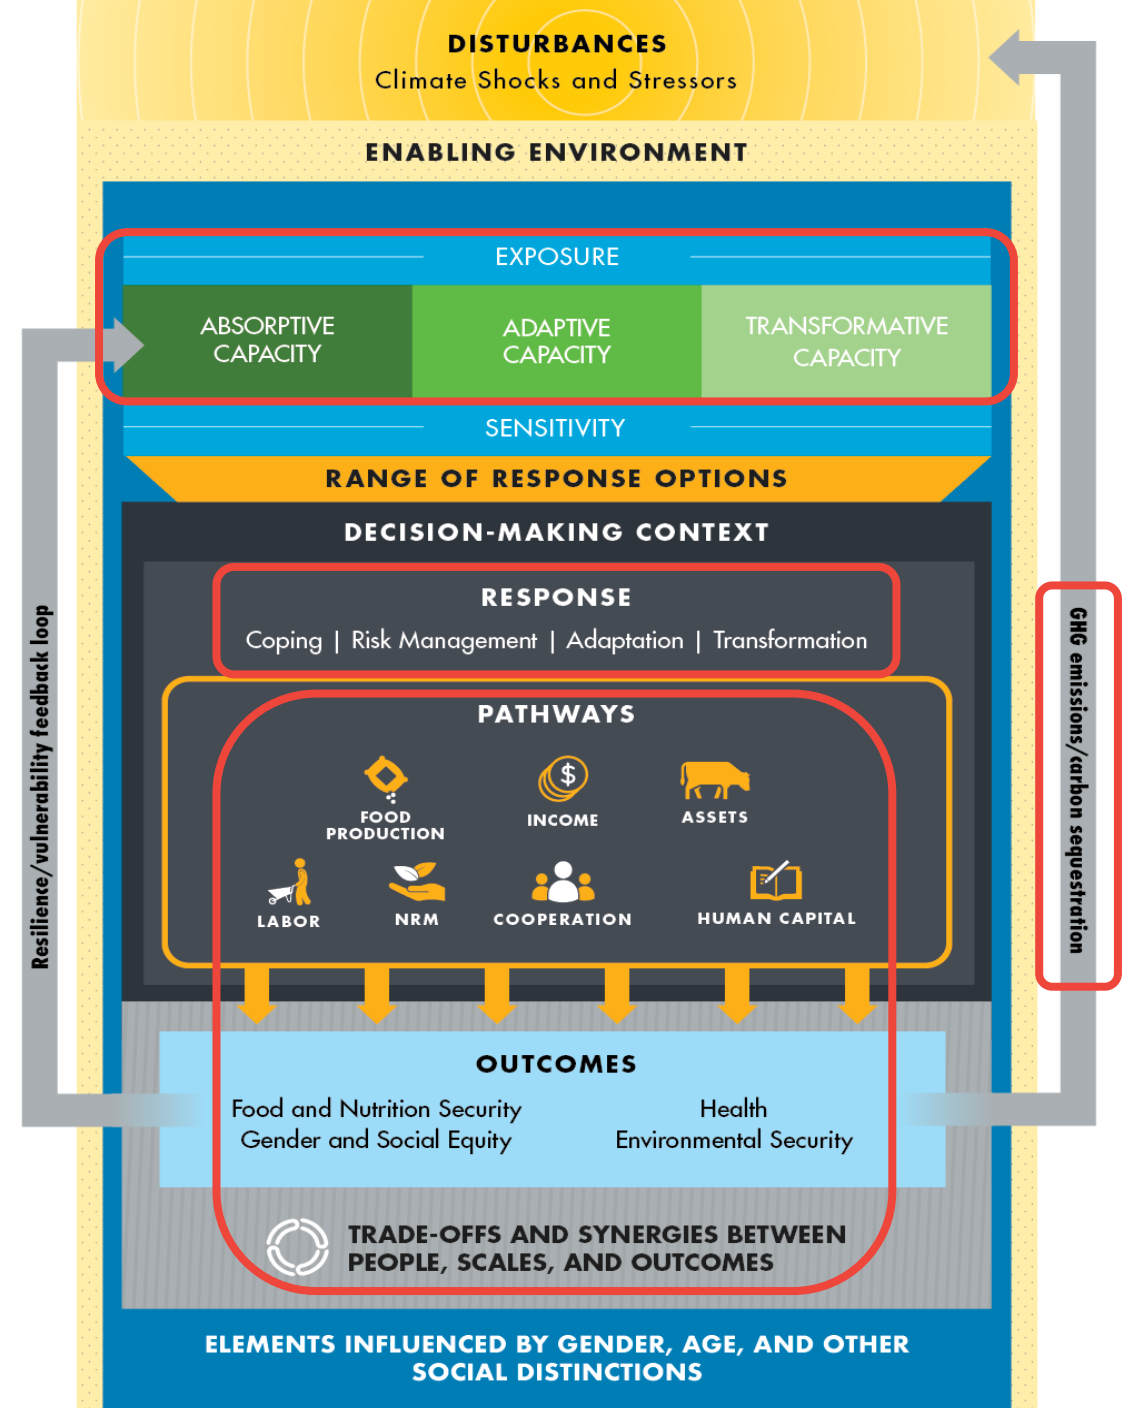 DISTURBANCES
Climate Shocks and Stressors
ENABLING ENVIRONMENT
EXPOSURE
ABSORPTIVE
CAPACITY
ADAPTIVE
CAPACITY
TRANSFORMATIVE
CAPACITY
SENSITIVITY
RANGE OF RESPONSE OPTIONS
DECISION-MAKING CONTEXT
RESPONSE
Coping | Risk Management | Adaptation | Transformation
PATHWAYS
$
FOOD
PRODUCTION
INCOME
ASSETS
LABOR
NRM
COOPERATION
HUMAN CAPITAL
OUTCOMES
Food and Nutrition Security
Gender and Social Equity
Health
Environmental Security
TRADE-OFFS AND SYNERGIES BETWEEN
PEOPLE, SCALES, AND OUTCOMES
ELEMENTS INFLUENCED BY GENDER, AGE, AND OTHER
SOCIAL DISTINCTIONS
Resilience/vulnerability feedback loop
GHG emissions/carbon sequestration